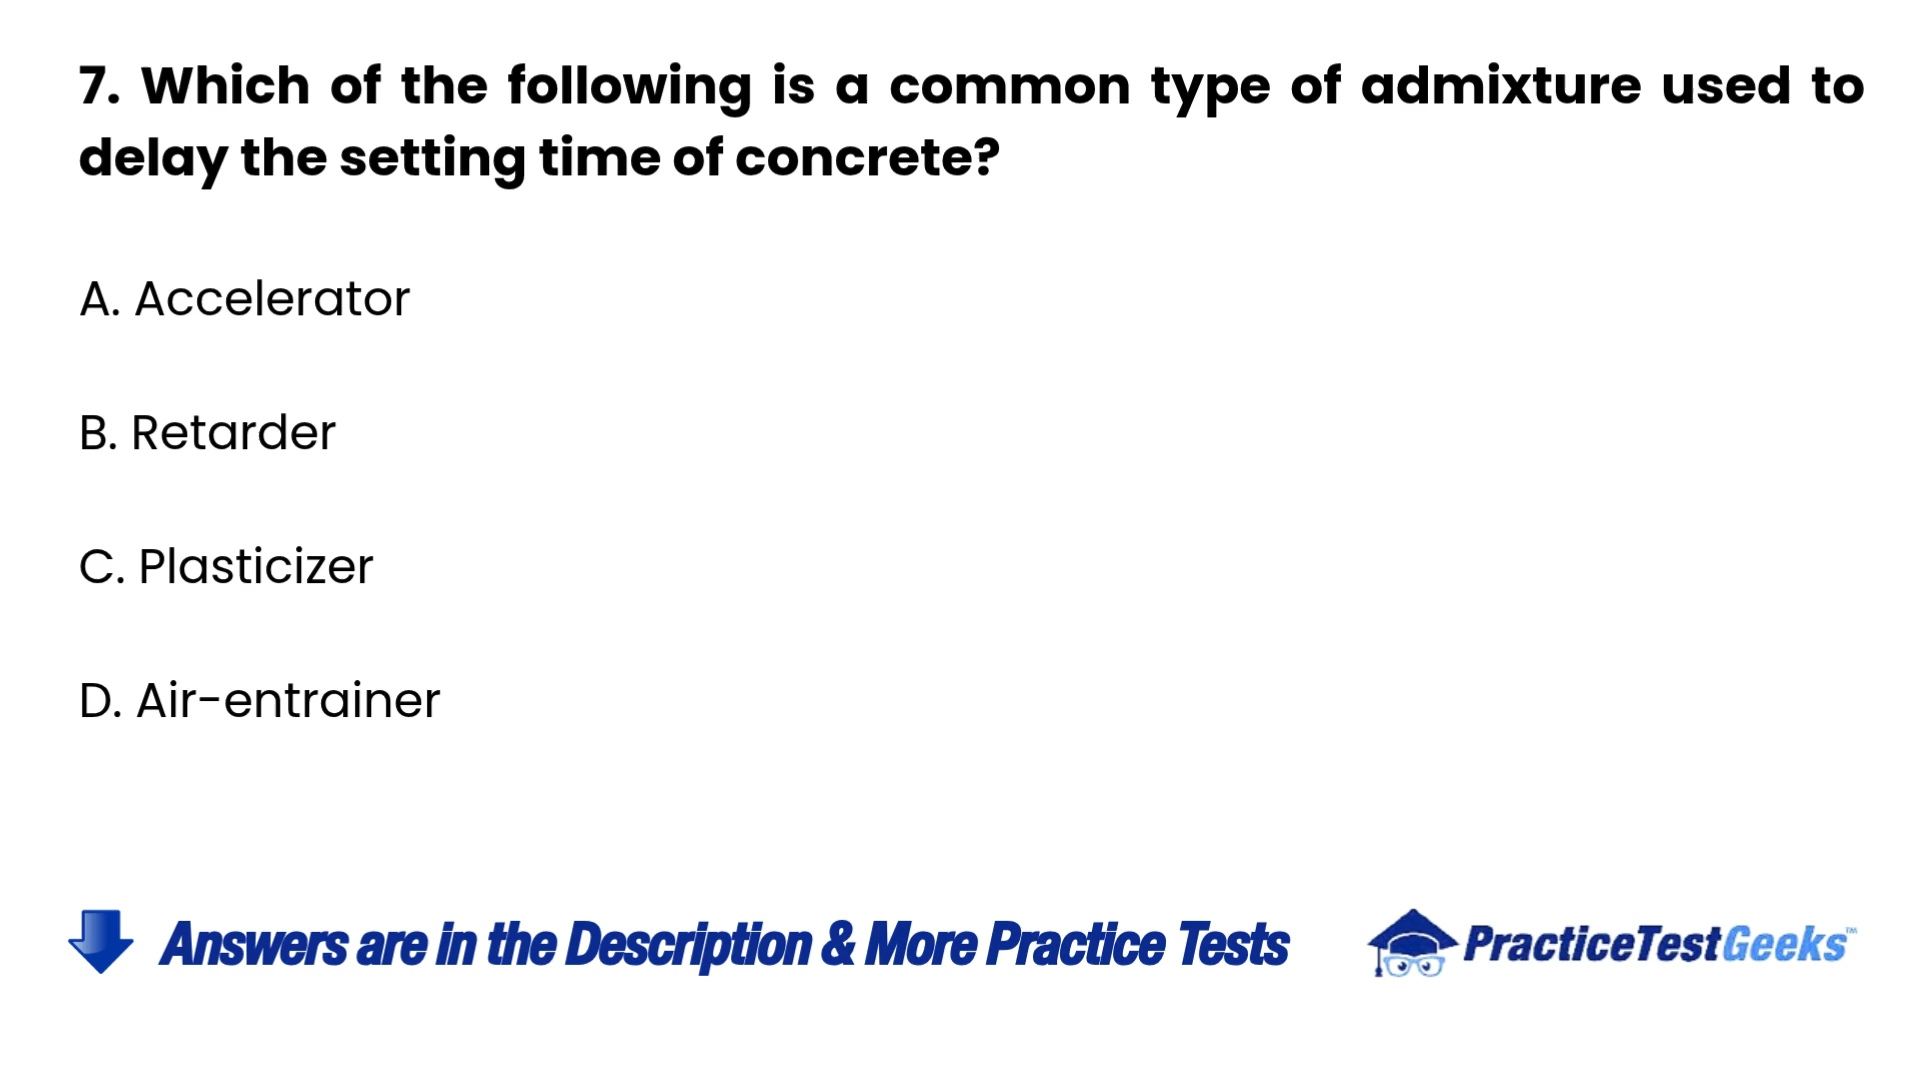 7. Which of the following is a common type of admixture used to
delay the setting time of concrete?
A. Accelerator
B. Retarder
C. Plasticizer
D. Air-entrainer
Answers are in the Description & More Practice Tests
PracticeTestGeeks™